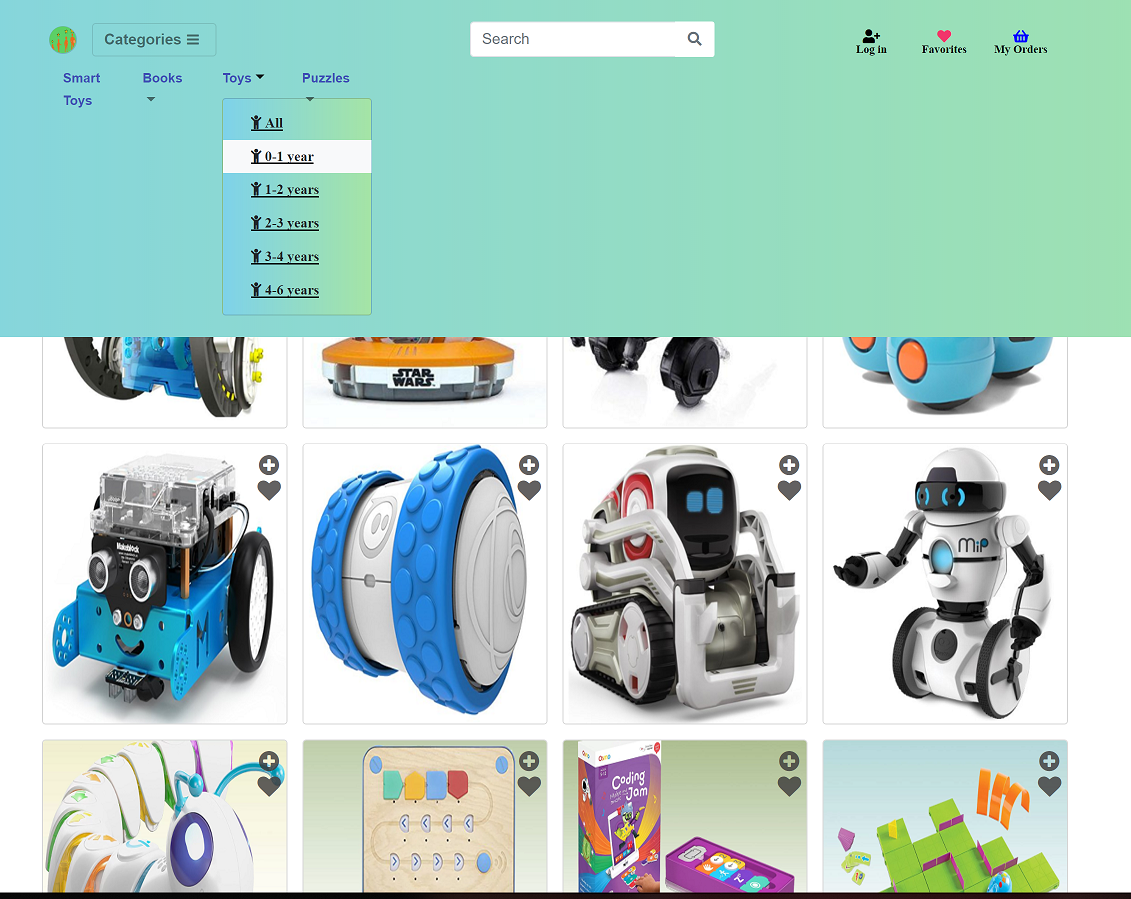 Categories
Search
Log in
Favorites
My Orders
Smart
Toys
Books
Toys
Puzzles
All
0-1 year
1-2 years
2-3 years
3-4 years
4-6 years
STAR
WARS
Makeblock
MiP
Coding
Jam